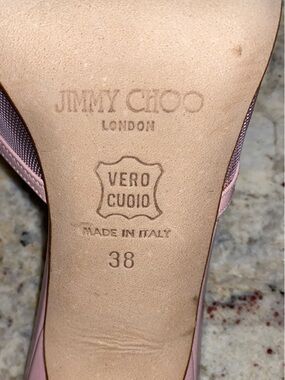 JIMMY CHOO
LONDON
VERO
CUOIO
MADE IN ITALY
38